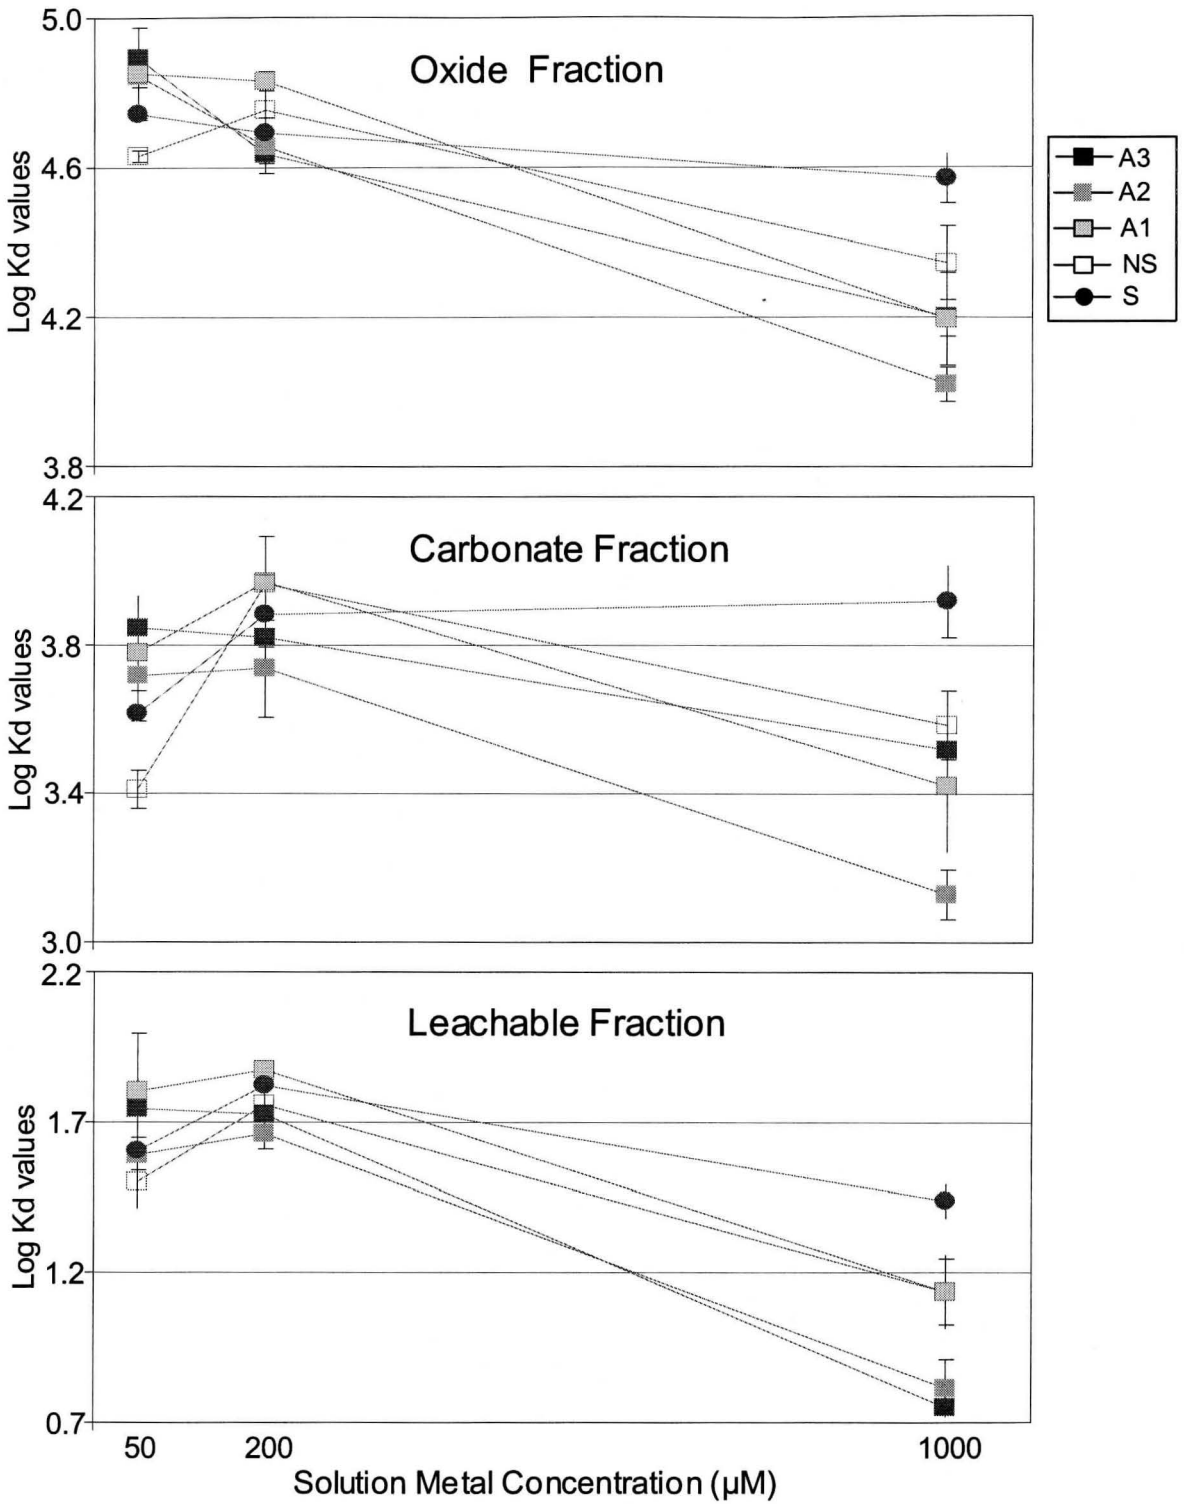 5.0
Oxide Fraction
4.6
4.2
3.8
Log Kd values
A3
A2
A1
NS
S
4.2
Carbonate Fraction
3.8
3.4
3.0
Log Kd values
2.2
Leachable Fraction
1.7
1.2
0.7
Log Kd values
50 200 1000
Solution Metal Concentration (µM)